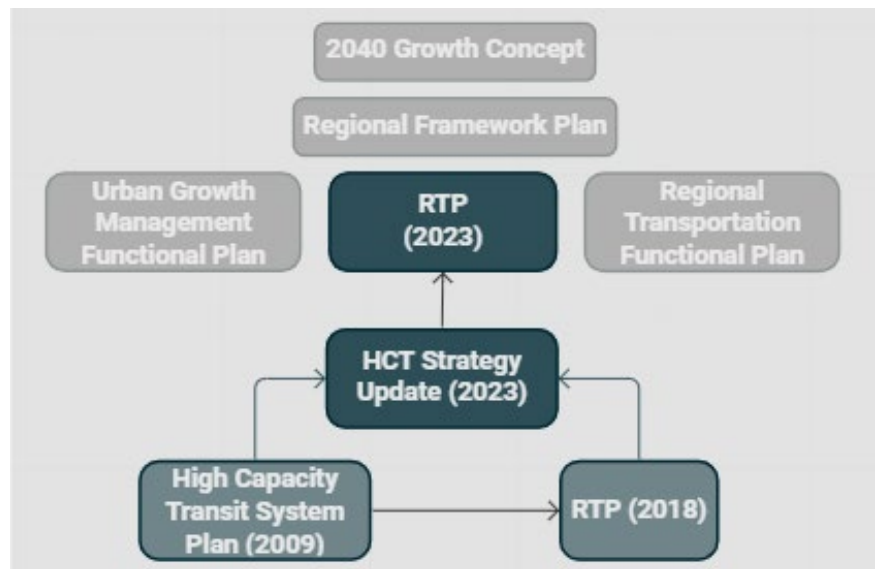 2040 Growth Concept
Regional Framework Plan
Urban Growth
Management
Functional Plan
RTP
(2023)
Regional
Transportation
Functional Plan
HCT Strategy
Update (2023)
High Capacity
Transit System
Plan (2009)
RTP (2018)